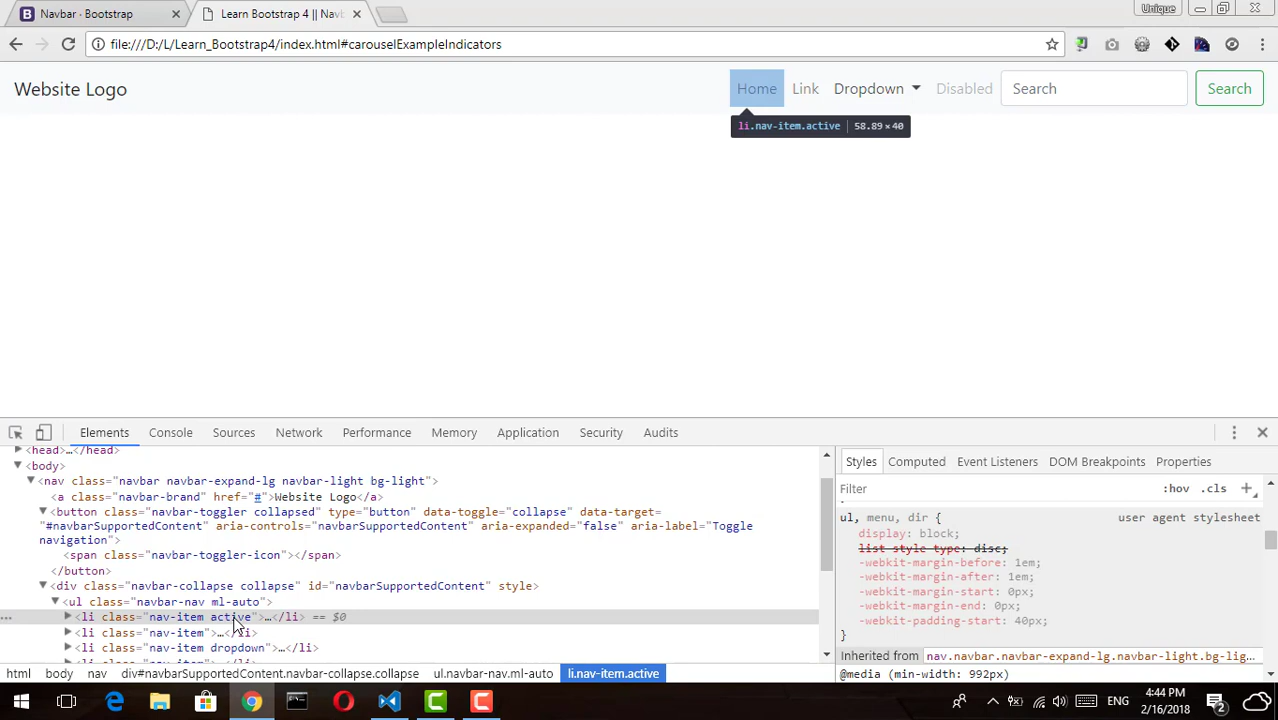 Navbar · Bootstrap
Learn Bootstrap 4 || Navb
Unique
file:///D:/L/Learn_Bootstrap4/index.html#carouselExampleIndicators
Website Logo
Home
Link
Dropdown
Disabled
Search
Search
li.nav-item.active | 58.89×40
Elements
Console
Sources
Network
Performance
Memory
Application
Security
Audits
<head>…</head>
<body>
<nav class="navbar navbar-expand-lg navbar-light bg-light">
<a class="navbar-brand" href="#">Website Logo</a>
<button class="navbar-toggler collapsed" type="button" data-toggle="collapse" data-target=
"#navbarSupportedContent" aria-controls="navbarSupportedContent" aria-expanded="false" aria-label="Toggle
navigation">
<span class="navbar-toggler-icon"></span>
</button>
<div class="navbar-collapse collapse" id="navbarSupportedContent" style>
<ul class="navbar-nav ml-auto">
… <li class="nav-item active">…</li> == $0
<li class="nav-item">…</li>
<li class="nav-item dropdown">…</li>
<li class="nav-item">…</li>
html
body
nav
div#navbarSupportedContent.navbar-collapse.collapse
ul.navbar-nav.ml-auto
li.nav-item.active
Styles
Computed
Event Listeners
DOM Breakpoints
Properties
Filter
:hov .cls +
ul, menu, dir {
user agent stylesheet
display: block;
list-style-type: disc;
-webkit-margin-before: 1em;
-webkit-margin-after: 1em;
-webkit-margin-start: 0px;
-webkit-margin-end: 0px;
-webkit-padding-start: 40px;
}
Inherited from nav.navbar.navbar-expand-lg.navbar-light.bg-lig…
@media (min-width: 992px)
ENG
4:44 PM
2/16/2018
2